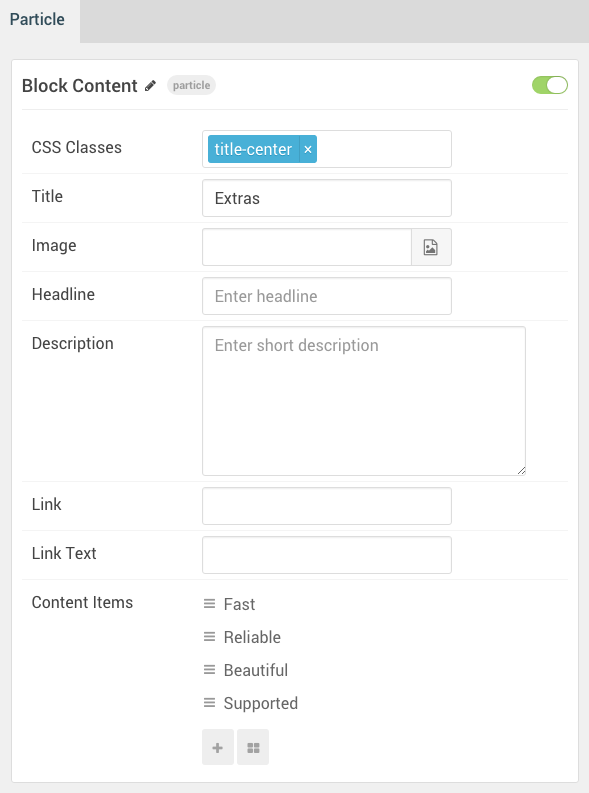 Particle
Block Content particle
CSS Classes title-center ×
Title Extras
Image
Headline Enter headline
Description Enter short description
Link
Link Text
Content Items Fast
Reliable
Beautiful
Supported